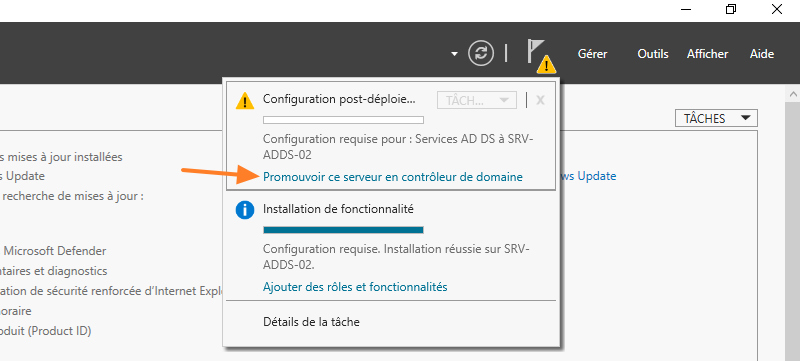 Gérer Outils Afficher Aide
Configuration post-déploie... TÂCH... X
Configuration requise pour : Services AD DS à SRV-
ADDS-02
Promouvoir ce serveur en contrôleur de domaine
Installation de fonctionnalité
Configuration requise. Installation réussie sur SRV-
ADDS-02.
Ajouter des rôles et fonctionnalités
Détails de la tâche
TÂCHES
s mises à jour installées
s Update
ws Update
recherche de mises à jour :
Microsoft Defender
ntaires et diagnostics
ation de sécurité renforcée d'Internet Explo
oraire
oduit (Product ID)